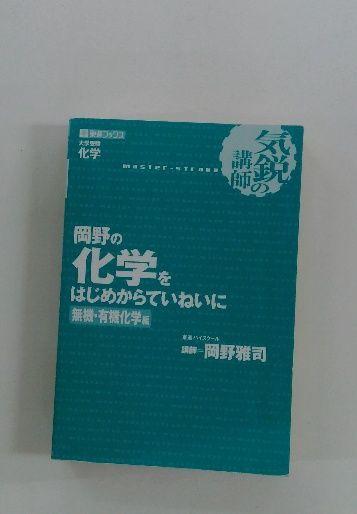 東進ブックス
大学受験
化学
気鋭の
講師
岡野の
化学を
はじめからていねいに
無機・有機化学編
東進ハイスクール
講師 岡野雅司